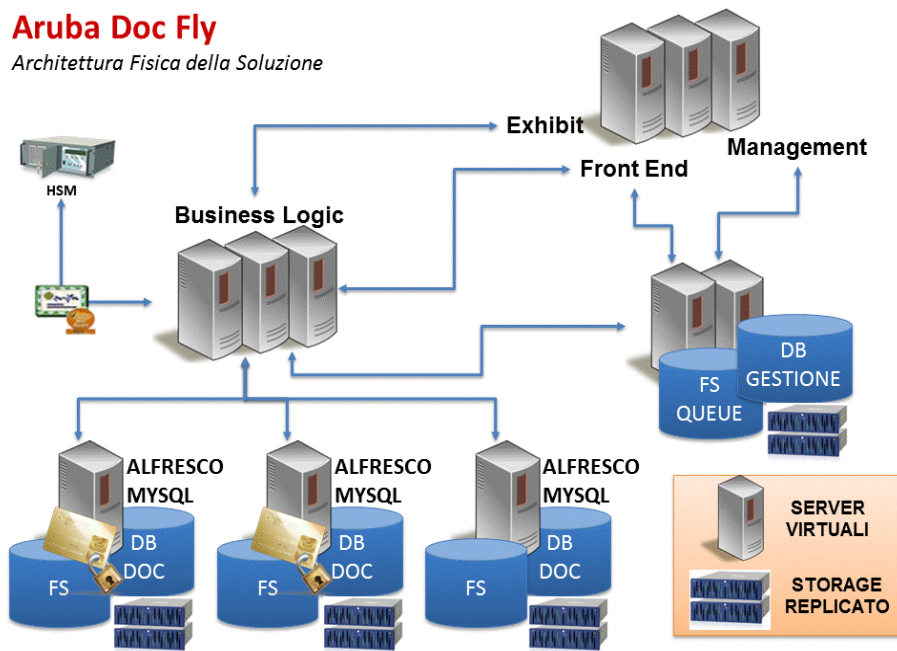 Aruba Doc Fly
Architettura Fisica della Soluzione
Exhibit
Management
Front End
HSM
Business Logic
DB
GESTIONE
FS
QUEUE
ALFRESCO
MYSQL
DB
DOC
FS
ALFRESCO
MYSQL
DB
DOC
FS
ALFRESCO
MYSQL
DB
DOC
FS
SERVER
VIRTUALI
STORAGE
REPLICATO